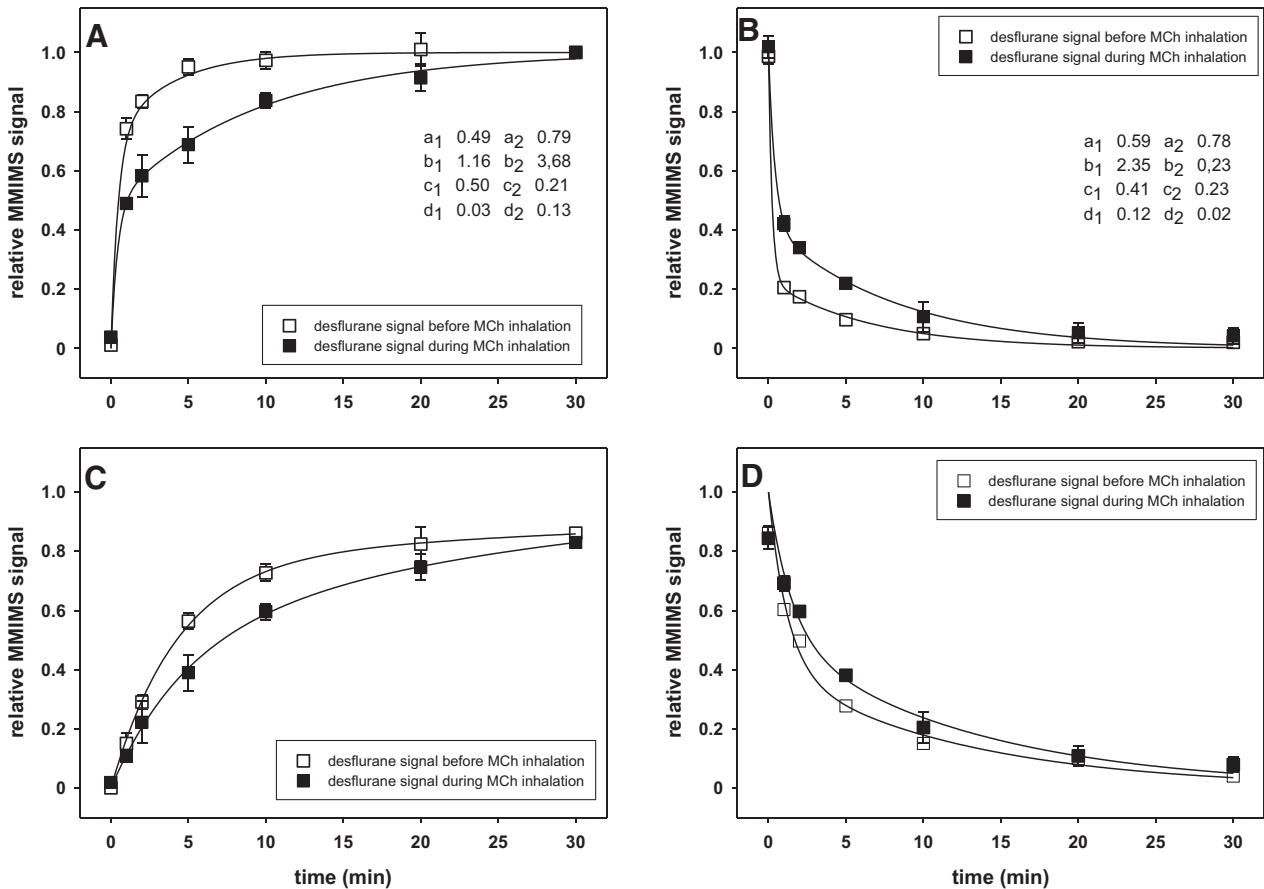 A
relative MMIMS signal
1.0
0.8
0.6
0.4
0.2
0
a1 0.49 a2 0.79
b1 1.16 b2 3,68
c1 0.50 c2 0.21
d1 0.03 d2 0.13
desflurane signal before MCh inhalation
desflurane signal during MCh inhalation
0 5 10 15 20 25 30
B
relative MMIMS signal
1.0
0.8
0.6
0.4
0.2
0
desflurane signal before MCh inhalation
desflurane signal during MCh inhalation
a1 0.59 a2 0.78
b1 2.35 b2 0,23
c1 0.41 c2 0.23
d1 0.12 d2 0.02
0 5 10 15 20 25 30
C
relative MMIMS signal
1.0
0.8
0.6
0.4
0.2
0
desflurane signal before MCh inhalation
desflurane signal during MCh inhalation
0 5 10 15 20 25 30
time (min)
D
relative MMIMS signal
1.0
0.8
0.6
0.4
0.2
0
desflurane signal before MCh inhalation
desflurane signal during MCh inhalation
0 5 10 15 20 25 30
time (min)